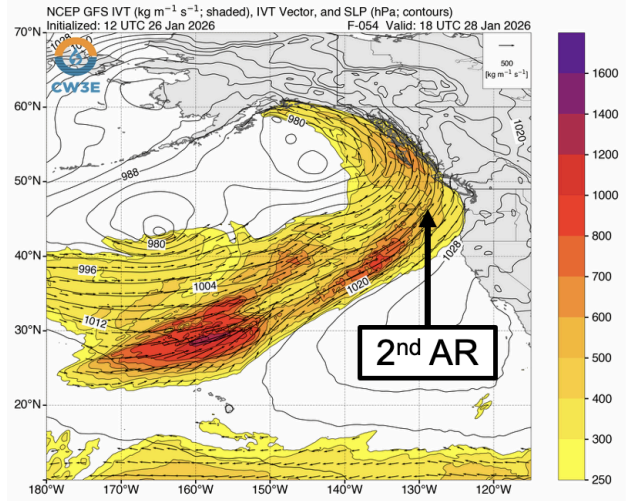 NCEP GFS IVT (kg m⁻¹ s⁻¹; shaded), IVT Vector, and SLP (hPa; contours)
Initialized: 12 UTC 26 Jan 2026 F-054 Valid: 18 UTC 28 Jan 2026
70°N
1028
CW3E
500
[kg m⁻¹ s⁻¹]
1600
1400
60°N
980
1020
1200
988
50°N
1000
800
980
40°N
1028
700
996
1004
1020
600
1012
30°N
2nd AR
500
400
20°N
300
250
180°W
170°W
160°W
150°W
140°W
130°W
120°W